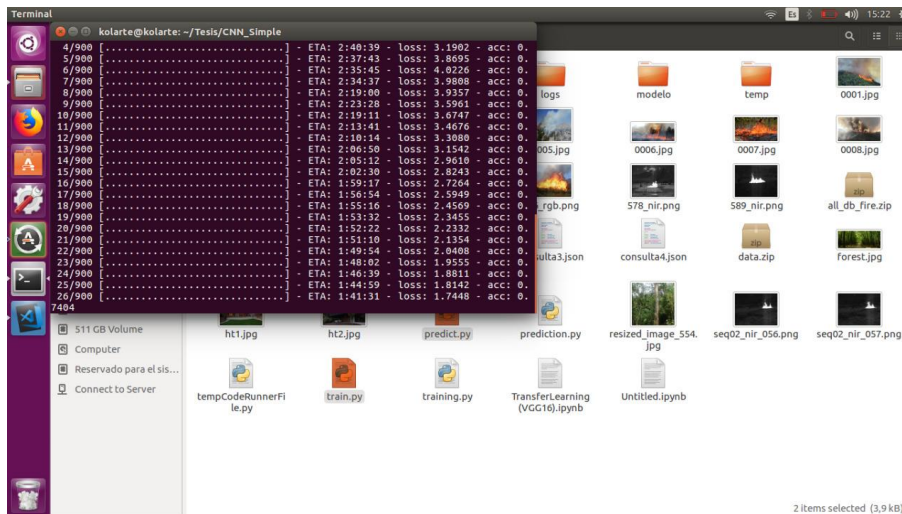 Terminal
Es
15:22
kolarte@kolarte: ~/Tesis/CNN_Simple
4/900 [..............................] - ETA: 2:40:39 - loss: 3.1902 - acc: 0.
5/900 [..............................] - ETA: 2:37:43 - loss: 3.8695 - acc: 0.
6/900 [..............................] - ETA: 2:35:45 - loss: 4.0226 - acc: 0.
7/900 [..............................] - ETA: 2:34:37 - loss: 3.9808 - acc: 0.
8/900 [..............................] - ETA: 2:19:00 - loss: 3.9357 - acc: 0.
9/900 [..............................] - ETA: 2:23:28 - loss: 3.5961 - acc: 0.
10/900 [..............................] - ETA: 2:19:11 - loss: 3.6747 - acc: 0.
11/900 [..............................] - ETA: 2:13:41 - loss: 3.4676 - acc: 0.
12/900 [..............................] - ETA: 2:10:14 - loss: 3.3080 - acc: 0.
13/900 [..............................] - ETA: 2:06:50 - loss: 3.1542 - acc: 0.
14/900 [..............................] - ETA: 2:05:12 - loss: 2.9610 - acc: 0.
15/900 [..............................] - ETA: 2:02:30 - loss: 2.8243 - acc: 0.
16/900 [..............................] - ETA: 1:59:17 - loss: 2.7264 - acc: 0.
17/900 [..............................] - ETA: 1:56:54 - loss: 2.5949 - acc: 0.
18/900 [..............................] - ETA: 1:55:16 - loss: 2.4569 - acc: 0.
19/900 [..............................] - ETA: 1:53:32 - loss: 2.3455 - acc: 0.
20/900 [..............................] - ETA: 1:52:22 - loss: 2.2332 - acc: 0.
21/900 [..............................] - ETA: 1:51:10 - loss: 2.1354 - acc: 0.
22/900 [..............................] - ETA: 1:49:54 - loss: 2.0408 - acc: 0.
23/900 [..............................] - ETA: 1:48:02 - loss: 1.9555 - acc: 0.
24/900 [..............................] - ETA: 1:46:39 - loss: 1.8811 - acc: 0.
25/900 [..............................] - ETA: 1:44:59 - loss: 1.8142 - acc: 0.
26/900 [..............................] - ETA: 1:41:31 - loss: 1.7448 - acc: 0.
7404
511 GB Volume
Computer
Reservado para el sis...
Connect to Server
logs
modelo
temp
0001.jpg
005.jpg
0006.jpg
0007.jpg
0008.jpg
zip
_rgb.png
578_nir.png
589_nir.png
all_db_fire.zip
zip
sulta3.json
consulta4.json
data.zip
forest.jpg
ht1.jpg
ht2.jpg
predict.py
prediction.py
resized_image_554.
jpg
seq02_nir_056.png
seq02_nir_057.png
tempCodeRunnerFi
le.py
train.py
training.py
TransferLearning
(VGG16).ipynb
Untitled.ipynb
2 items selected (3,9 kB)